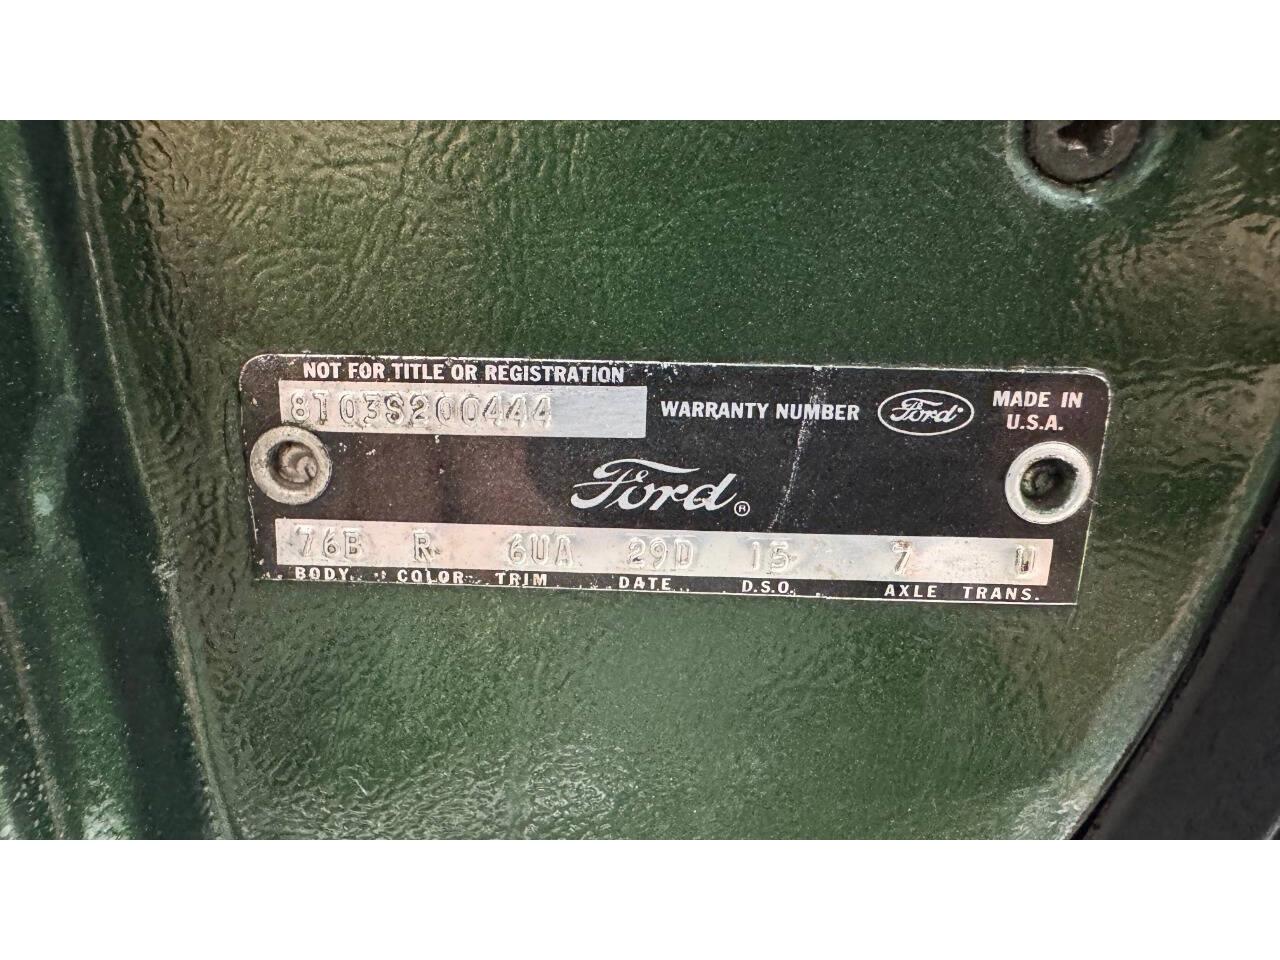 NOT FOR TITLE OR REGISTRATION
8T03S200444
WARRANTY NUMBER
Ford
MADE IN
U.S.A.
Ford®
76B R 6UA 29D 15 7 U
BODY COLOR TRIM DATE D.S.O. AXLE TRANS.